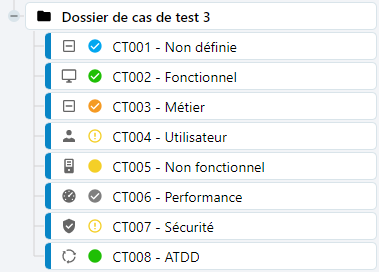 Dossier de cas de test 3
CT001 - Non définie
CT002 - Fonctionnel
CT003 - Métier
CT004 - Utilisateur
CT005 - Non fonctionnel
CT006 - Performance
CT007 - Sécurité
CT008 - ATDD